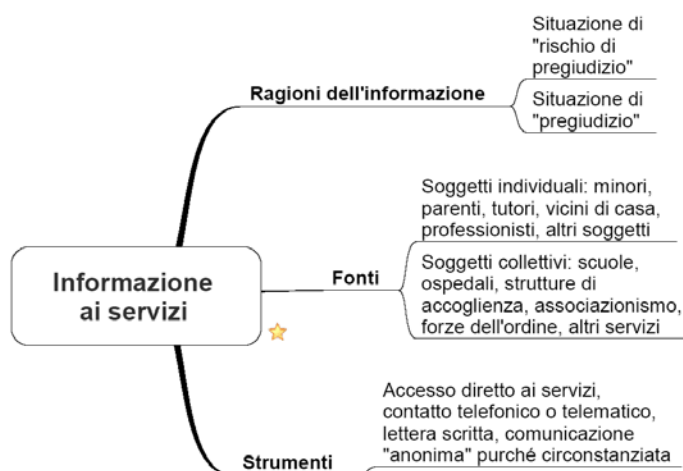 Situazione di
"rischio di
pregiudizio"
Ragioni dell'informazione
Situazione di
"pregiudizio"
Soggetti individuali: minori,
parenti, tutori, vicini di casa,
professionisti, altri soggetti
Informazione
ai servizi
Fonti
Soggetti collettivi: scuole,
ospedali, strutture di
accoglienza, associazionismo,
forze dell'ordine, altri servizi
Accesso diretto ai servizi,
contatto telefonico o telematico,
lettera scritta, comunicazione
"anonima" purché circonstanziata
Strumenti